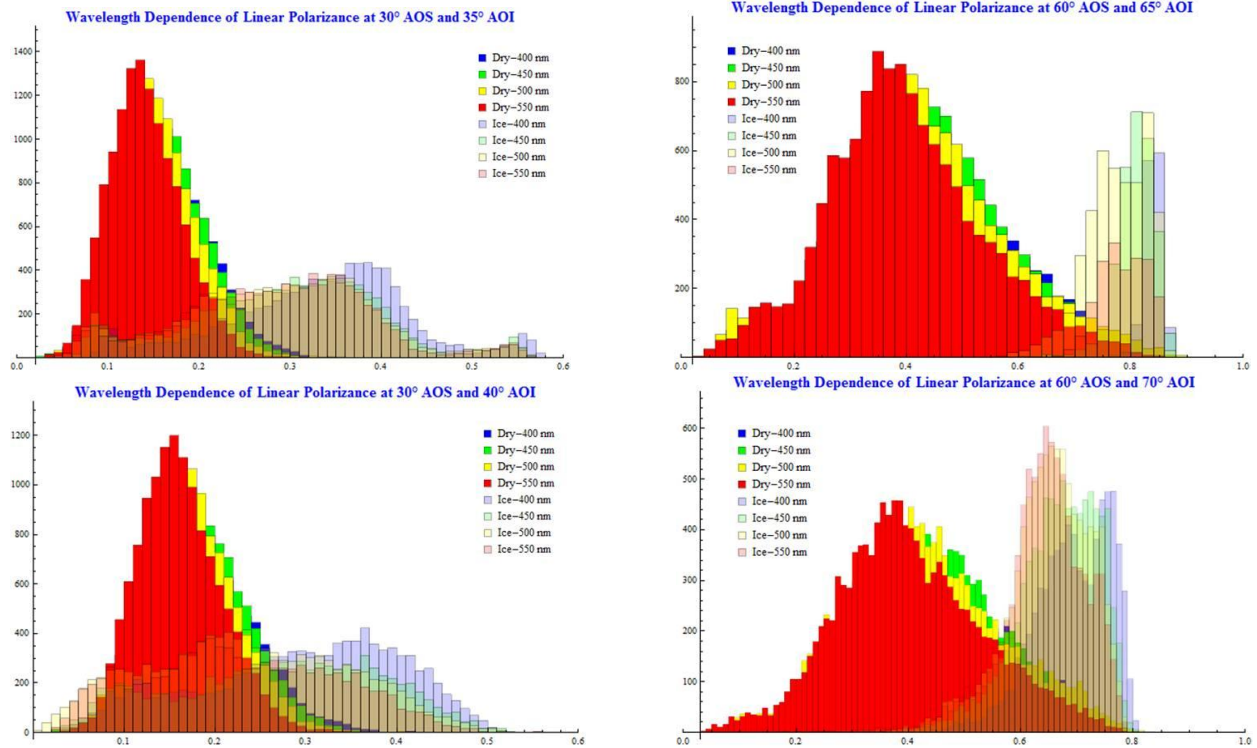 Wavelength Dependence of Linear Polarizance at 30° AOS and 35° AOI
1400
1200
1000
800
600
400
200
0
0.0 0.1 0.2 0.3 0.4 0.5 0.6
Dry−400 nm
Dry−450 nm
Dry−500 nm
Dry−550 nm
Ice−400 nm
Ice−450 nm
Ice−500 nm
Ice−550 nm
Wavelength Dependence of Linear Polarizance at 60° AOS and 65° AOI
800
600
400
200
0
0.0 0.2 0.4 0.6 0.8 1.0
Dry−400 nm
Dry−450 nm
Dry−500 nm
Dry−550 nm
Ice−400 nm
Ice−450 nm
Ice−500 nm
Ice−550 nm
Wavelength Dependence of Linear Polarizance at 30° AOS and 40° AOI
1200
1000
800
600
400
200
0
0.1 0.2 0.3 0.4 0.5 0.6
Dry−400 nm
Dry−450 nm
Dry−500 nm
Dry−550 nm
Ice−400 nm
Ice−450 nm
Ice−500 nm
Ice−550 nm
Wavelength Dependence of Linear Polarizance at 60° AOS and 70° AOI
600
500
400
300
200
100
0
0.0 0.2 0.4 0.6 0.8 1.0
Dry−400 nm
Dry−450 nm
Dry−500 nm
Dry−550 nm
Ice−400 nm
Ice−450 nm
Ice−500 nm
Ice−550 nm